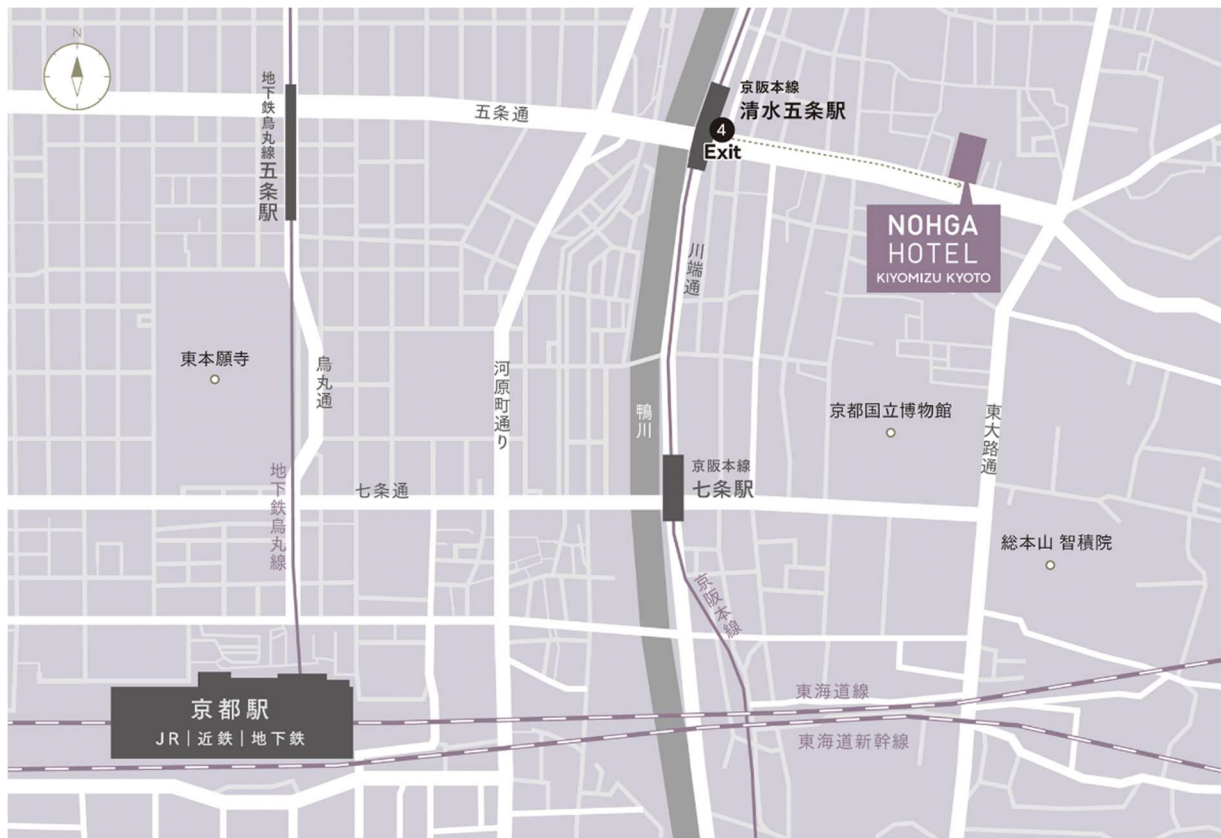 N
京阪本線
清水五条駅
4
Exit
五条通
地下鉄烏丸線五条駅
NOHGA
HOTEL
KIYOMIZU KYOTO
川端通
東本願寺
烏丸通
河原町通り
鴨川
京都国立博物館
東大路通
京阪本線
七条駅
七条通
地下鉄烏丸線
総本山 智積院
京阪本線
東海道線
東海道新幹線
京都駅
JR|近鉄|地下鉄